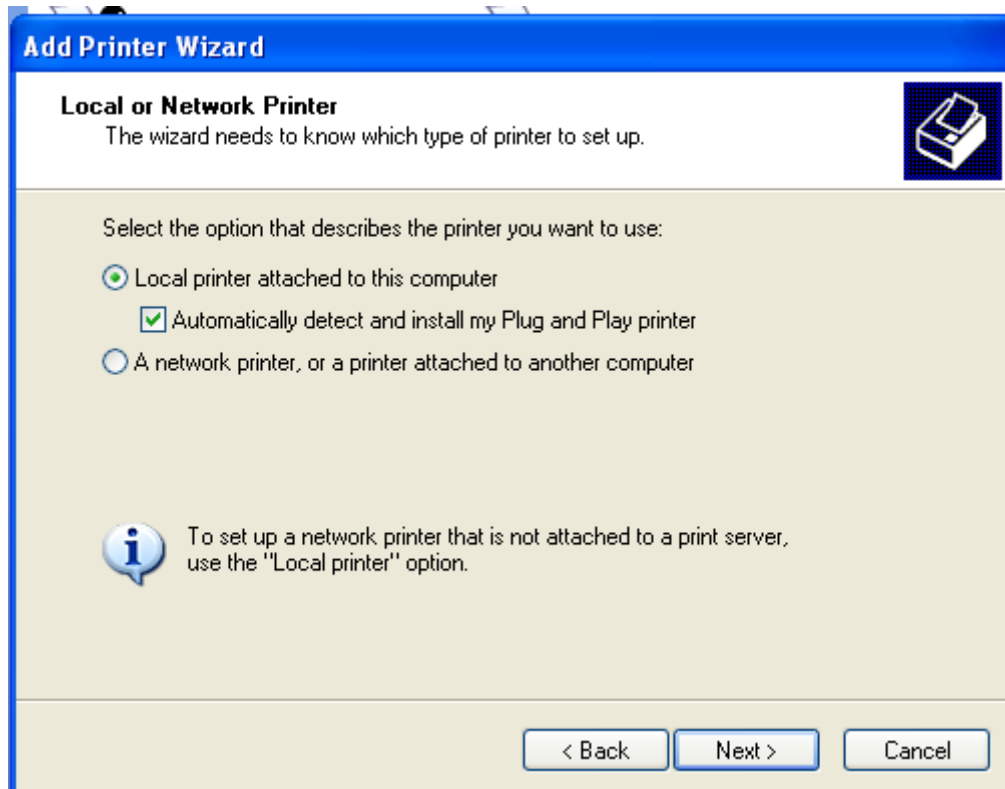 Add Printer Wizard
Local or Network Printer
The wizard needs to know which type of printer to set up.
Select the option that describes the printer you want to use:
Local printer attached to this computer
Automatically detect and install my Plug and Play printer
A network printer, or a printer attached to another computer
To set up a network printer that is not attached to a print server,
use the "Local printer" option.
< Back
Next >
Cancel